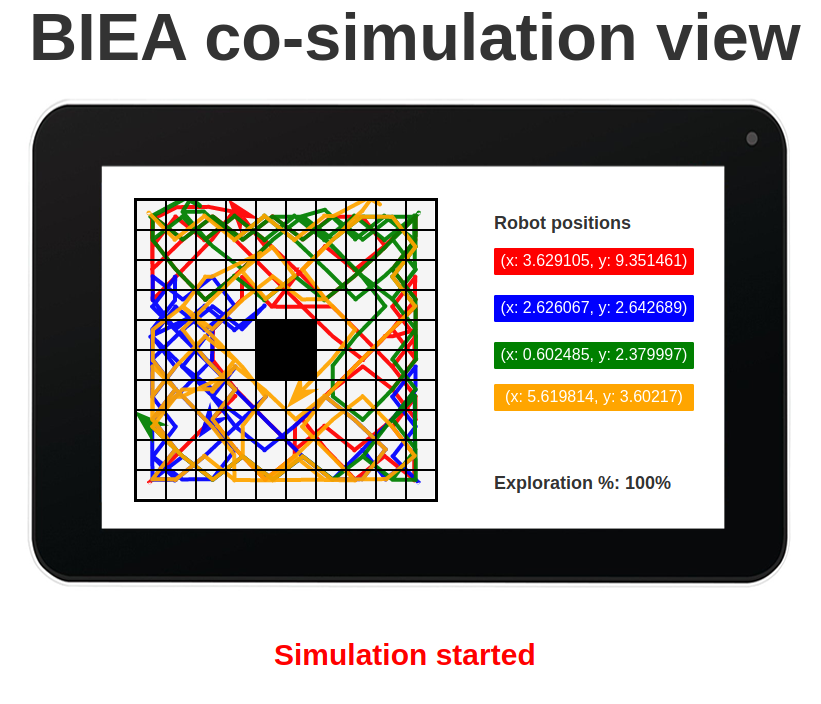 BIEA co-simulation view
Robot positions
(x: 3.629105, y: 9.351461)
(x: 2.626067, y: 2.642689)
(x: 0.602485, y: 2.379997)
(x: 5.619814, y: 3.60217)
Exploration %: 100%
Simulation started